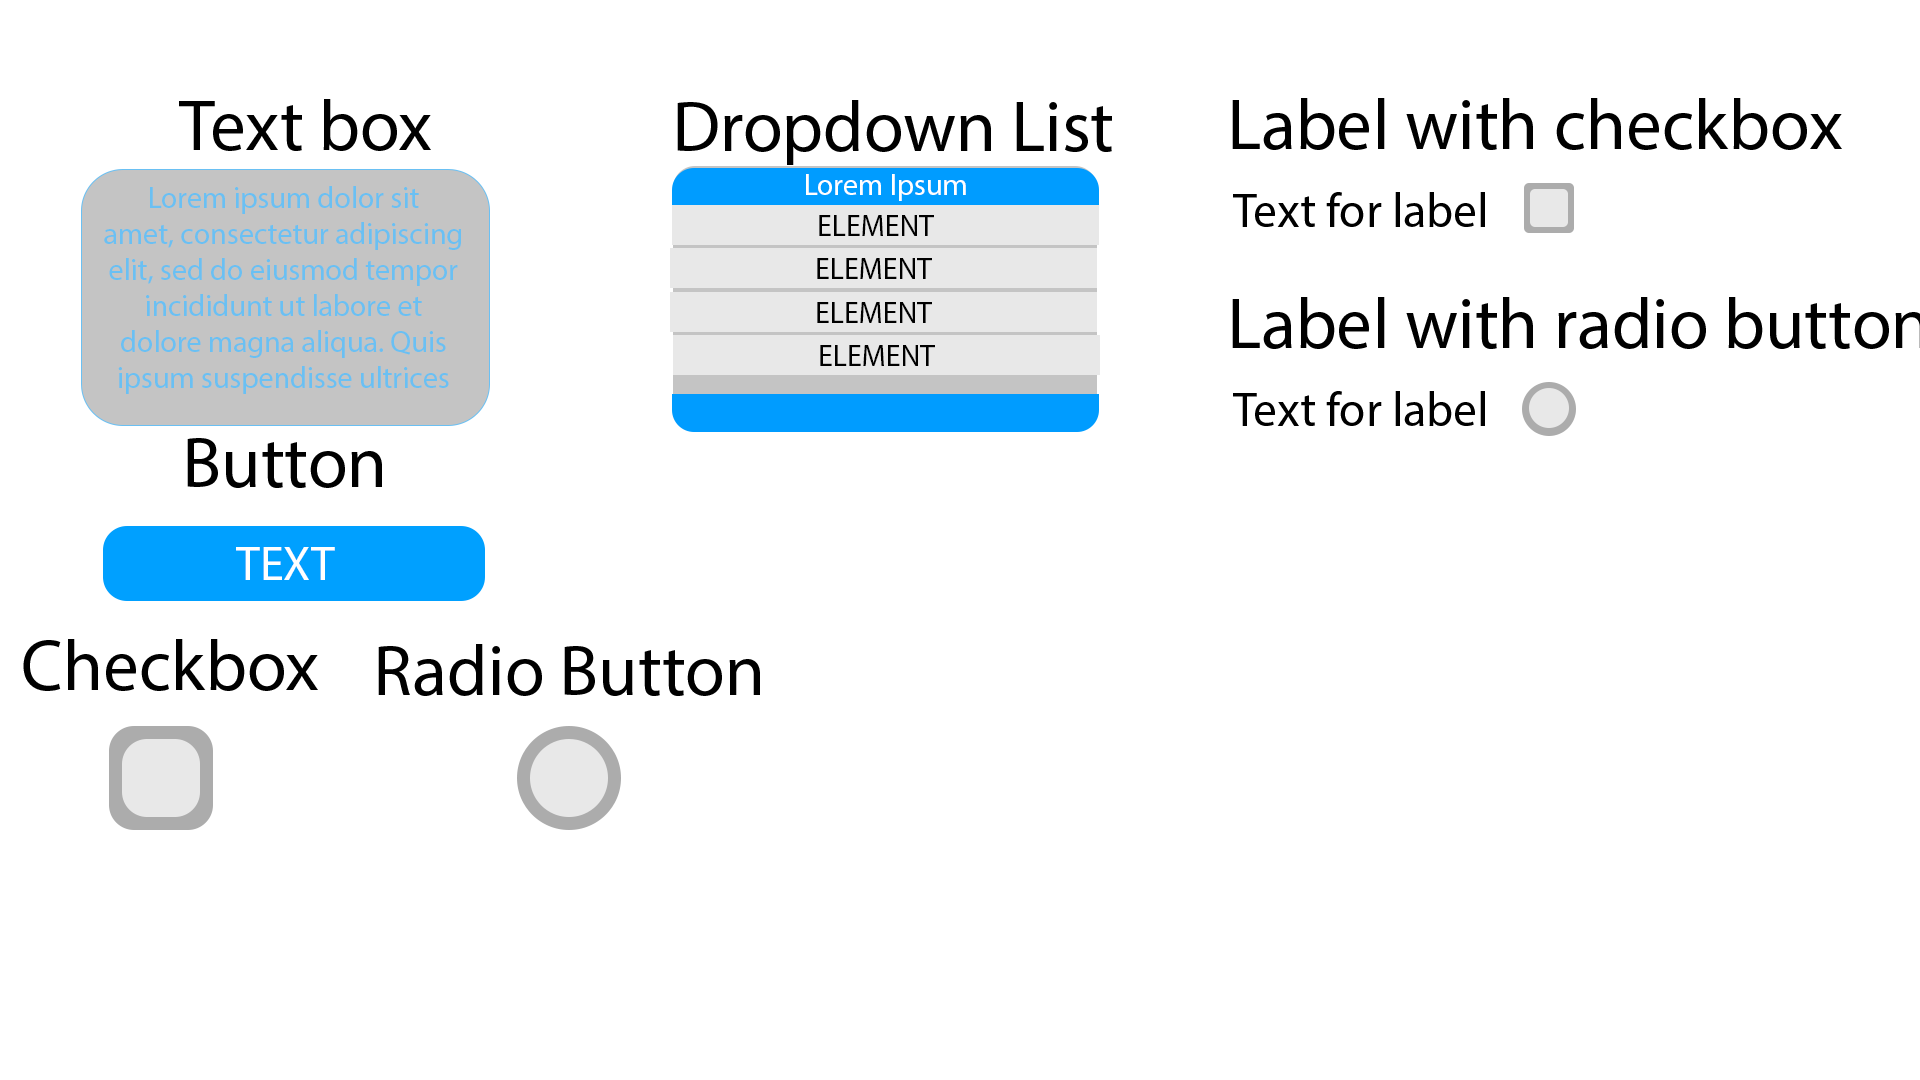 Text box
Lorem ipsum dolor sit
amet, consectetur adipiscing
elit, sed do eiusmod tempor
incididunt ut labore et
dolore magna aliqua. Quis
ipsum suspendisse ultrices
Button
TEXT
Checkbox
Radio Button
Dropdown List
Lorem Ipsum
ELEMENT
ELEMENT
ELEMENT
ELEMENT
Label with checkbox
Text for label
Label with radio button
Text for label